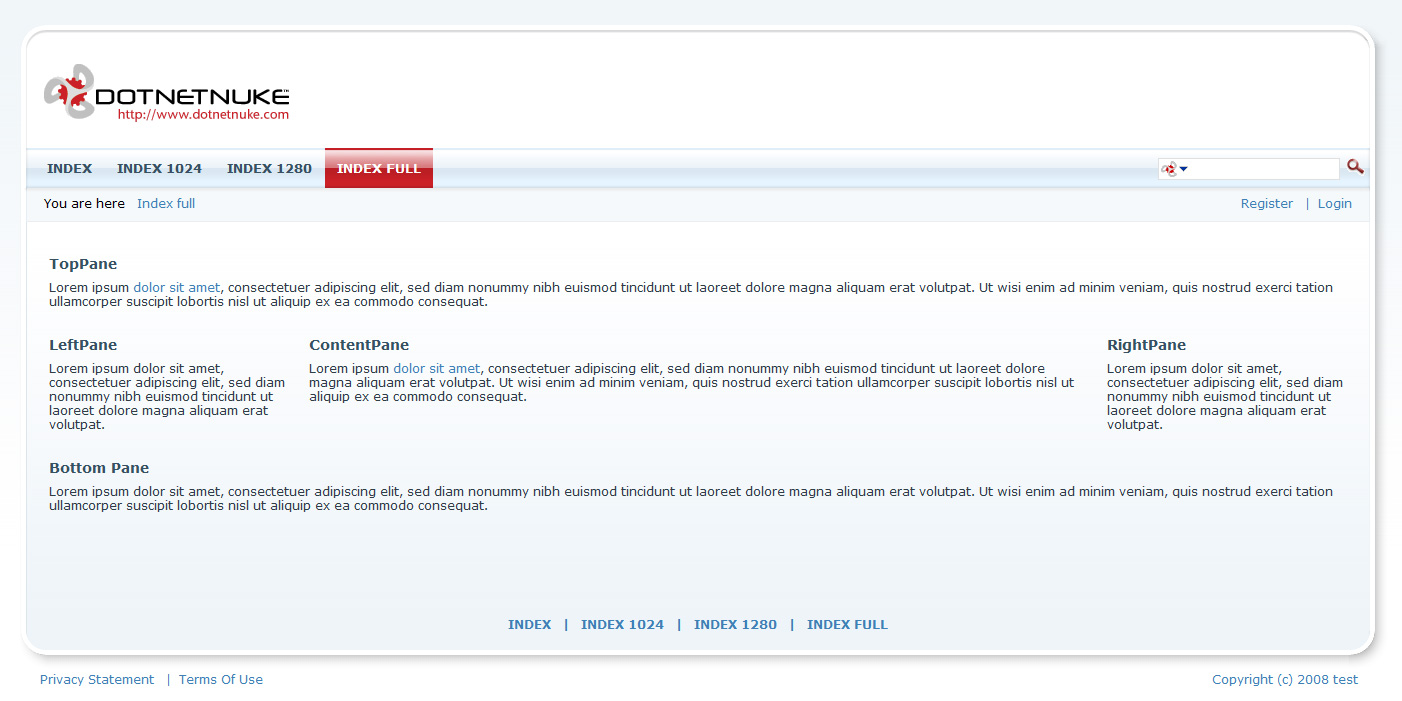 DOTNETNUKE™
http://www.dotnetnuke.com
INDEX INDEX 1024 INDEX 1280 INDEX FULL
You are here Index full Register | Login
TopPane
Lorem ipsum dolor sit amet, consectetuer adipiscing elit, sed diam nonummy nibh euismod tincidunt ut laoreet dolore magna aliquam erat volutpat. Ut wisi enim ad minim veniam, quis nostrud exerci tation
ullamcorper suscipit lobortis nisl ut aliquip ex ea commodo consequat.
LeftPane
Lorem ipsum dolor sit amet,
consectetuer adipiscing elit, sed diam
nonummy nibh euismod tincidunt ut
laoreet dolore magna aliquam erat
volutpat.
ContentPane
Lorem ipsum dolor sit amet, consectetuer adipiscing elit, sed diam nonummy nibh euismod tincidunt ut laoreet dolore
magna aliquam erat volutpat. Ut wisi enim ad minim veniam, quis nostrud exerci tation ullamcorper suscipit lobortis nisl ut
aliquip ex ea commodo consequat.
RightPane
Lorem ipsum dolor sit amet,
consectetuer adipiscing elit, sed diam
nonummy nibh euismod tincidunt ut
laoreet dolore magna aliquam erat
volutpat.
Bottom Pane
Lorem ipsum dolor sit amet, consectetuer adipiscing elit, sed diam nonummy nibh euismod tincidunt ut laoreet dolore magna aliquam erat volutpat. Ut wisi enim ad minim veniam, quis nostrud exerci tation
ullamcorper suscipit lobortis nisl ut aliquip ex ea commodo consequat.
INDEX | INDEX 1024 | INDEX 1280 | INDEX FULL
Privacy Statement | Terms Of Use Copyright (c) 2008 test